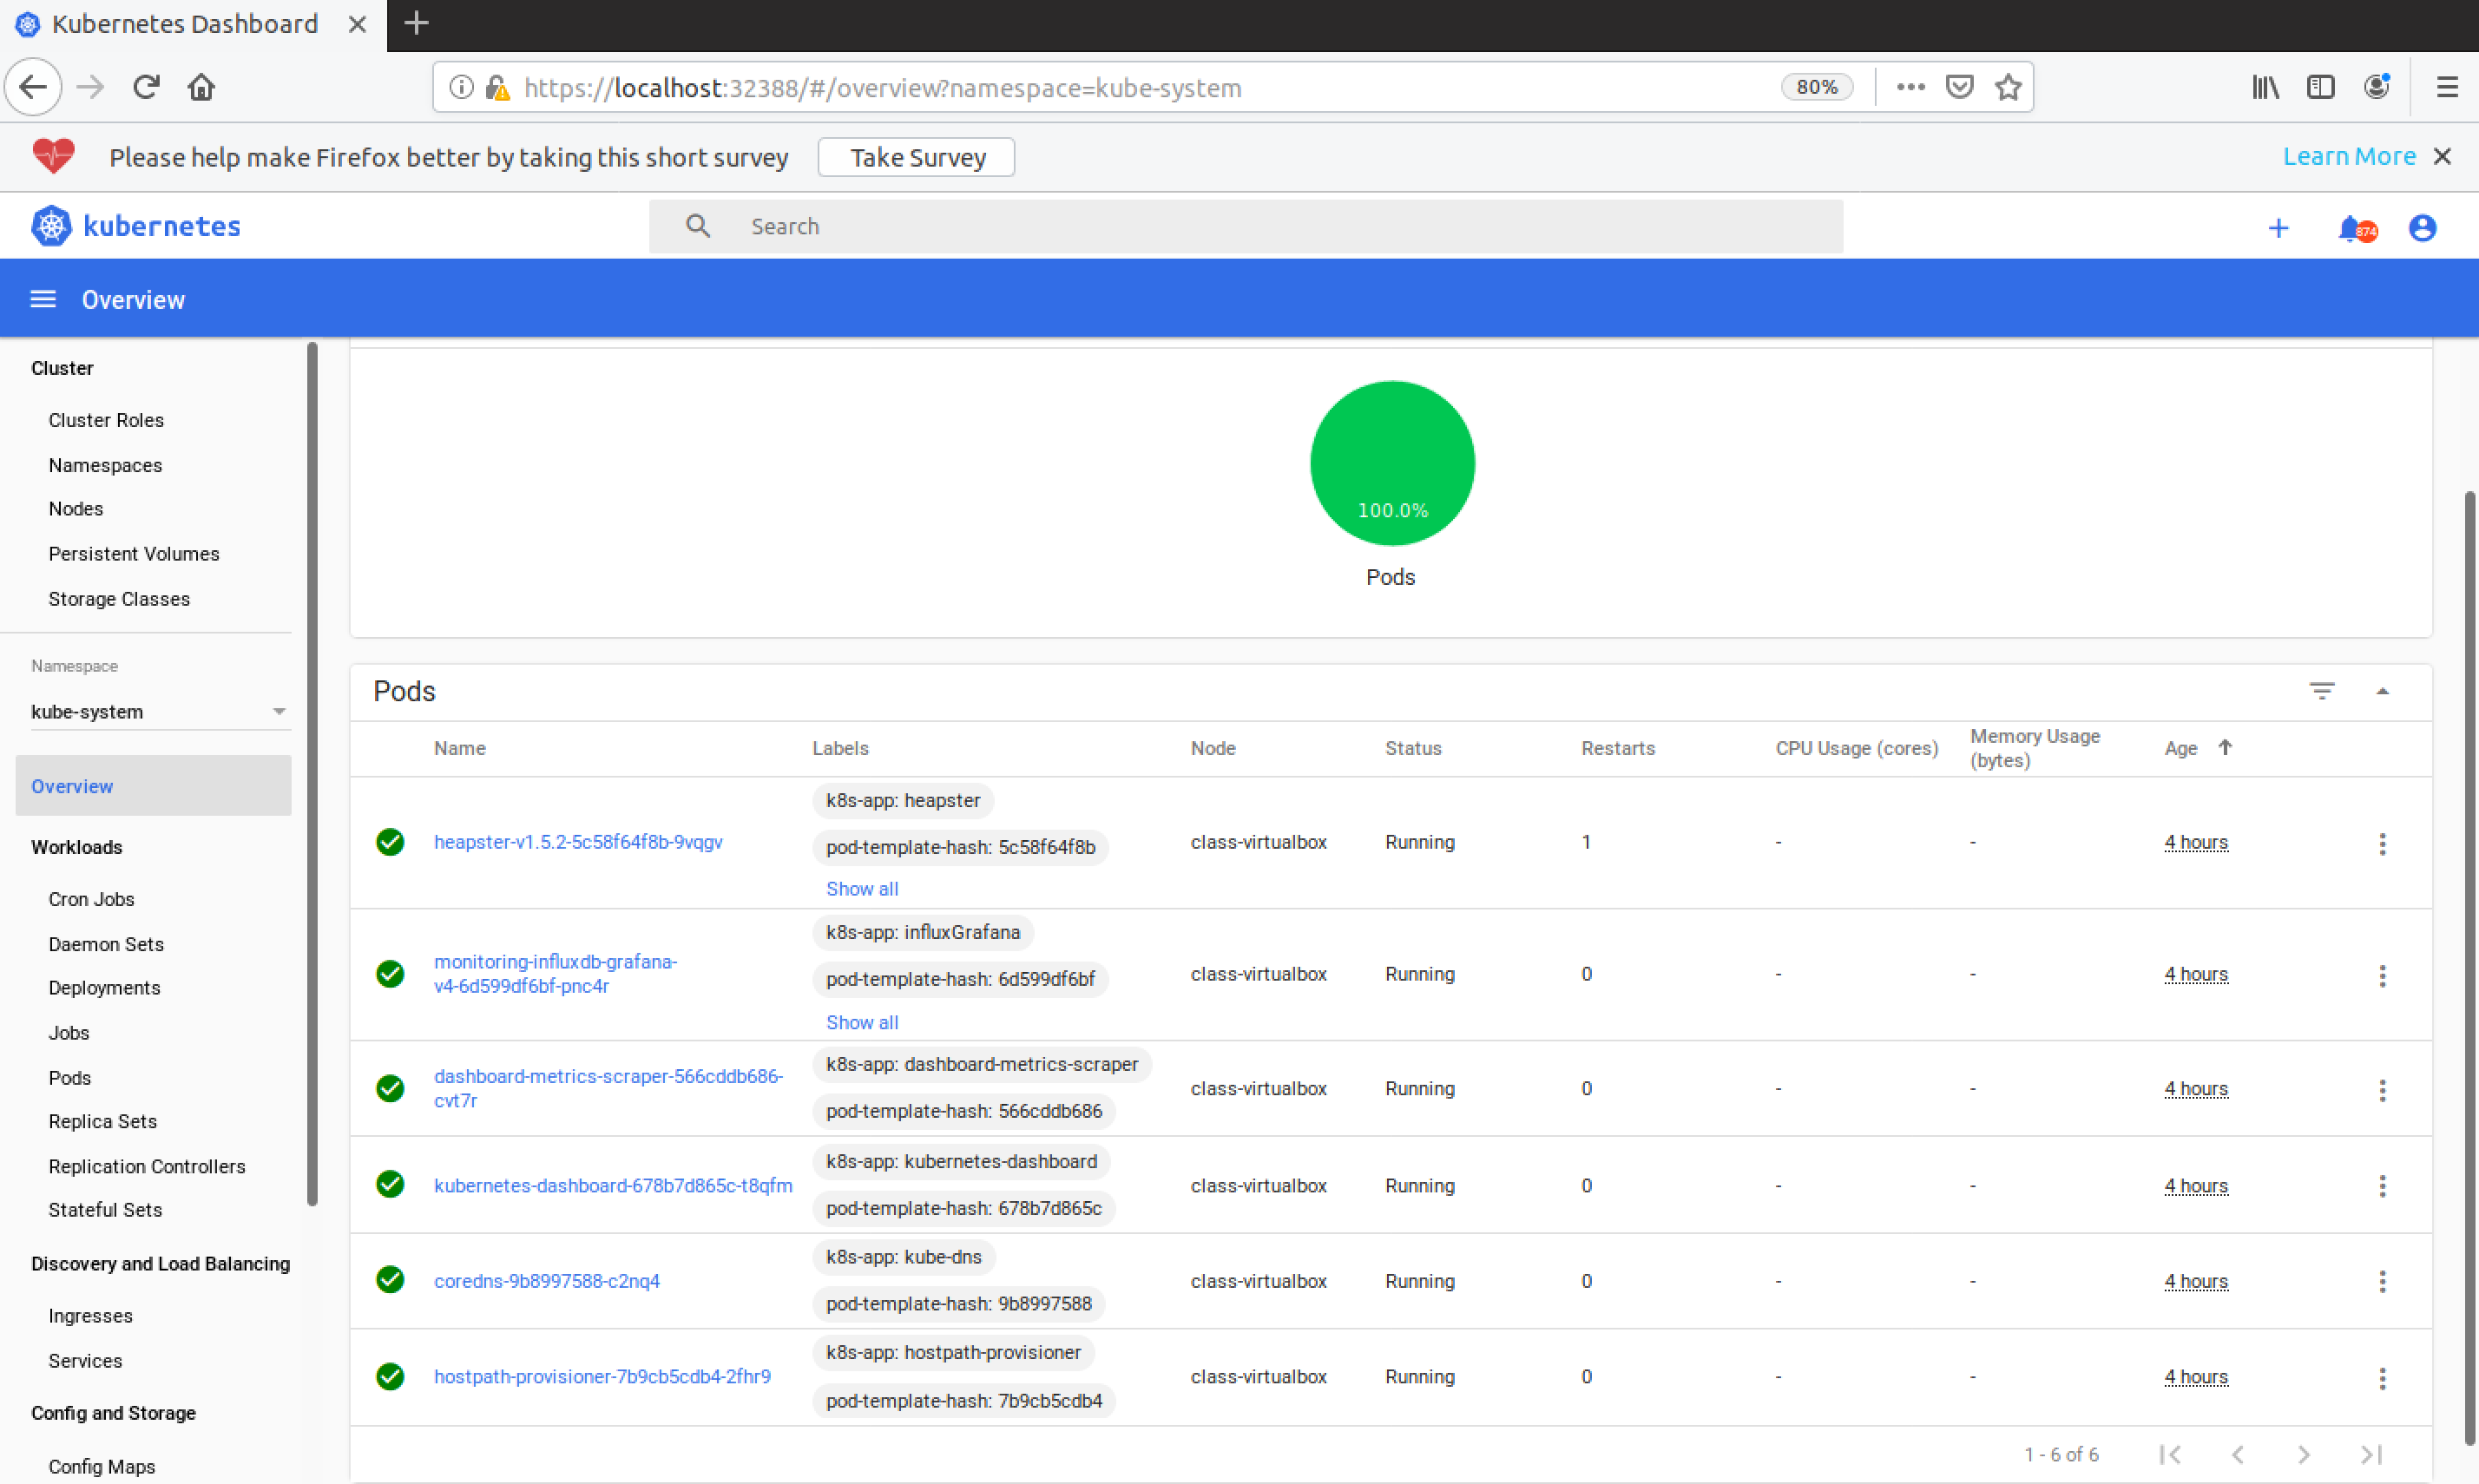 Kubernetes Dashboard
https://localhost:32388/#/overview?namespace=kube-system
80%
Please help make Firefox better by taking this short survey
Take Survey
Learn More
kubernetes
Search
874
Overview
Cluster
Cluster Roles
Namespaces
Nodes
Persistent Volumes
Storage Classes
Namespace
kube-system
Overview
Workloads
Cron Jobs
Daemon Sets
Deployments
Jobs
Pods
Replica Sets
Replication Controllers
Stateful Sets
Discovery and Load Balancing
Ingresses
Services
Config and Storage
Config Maps
100.0%
Pods
Pods
Name Labels Node Status Restarts CPU Usage (cores) Memory Usage (bytes) Age
k8s-app: heapster
heapster-v1.5.2-5c58f64f8b-9vqgv pod-template-hash: 5c58f64f8b class-virtualbox Running 1 - - 4 hours
Show all
k8s-app: influxGrafana
monitoring-influxdb-grafana-
v4-6d599df6bf-pnc4r pod-template-hash: 6d599df6bf class-virtualbox Running 0 - - 4 hours
Show all
k8s-app: dashboard-metrics-scraper
dashboard-metrics-scraper-566cddb686-
cvt7r pod-template-hash: 566cddb686 class-virtualbox Running 0 - - 4 hours
k8s-app: kubernetes-dashboard
kubernetes-dashboard-678b7d865c-t8qfm pod-template-hash: 678b7d865c class-virtualbox Running 0 - - 4 hours
k8s-app: kube-dns
coredns-9b8997588-c2nq4 pod-template-hash: 9b8997588 class-virtualbox Running 0 - - 4 hours
k8s-app: hostpath-provisioner
hostpath-provisioner-7b9cb5cdb4-2fhr9 pod-template-hash: 7b9cb5cdb4 class-virtualbox Running 0 - - 4 hours
1 - 6 of 6